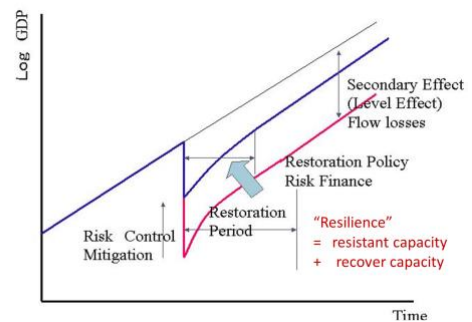 Log GDP
Secondary Effect
(Level Effect)
Flow losses
Restoration Policy
Risk Finance
Restoration
Period
Risk Control
Mitigation
“Resilience”
= resistant capacity
+ recover capacity
Time